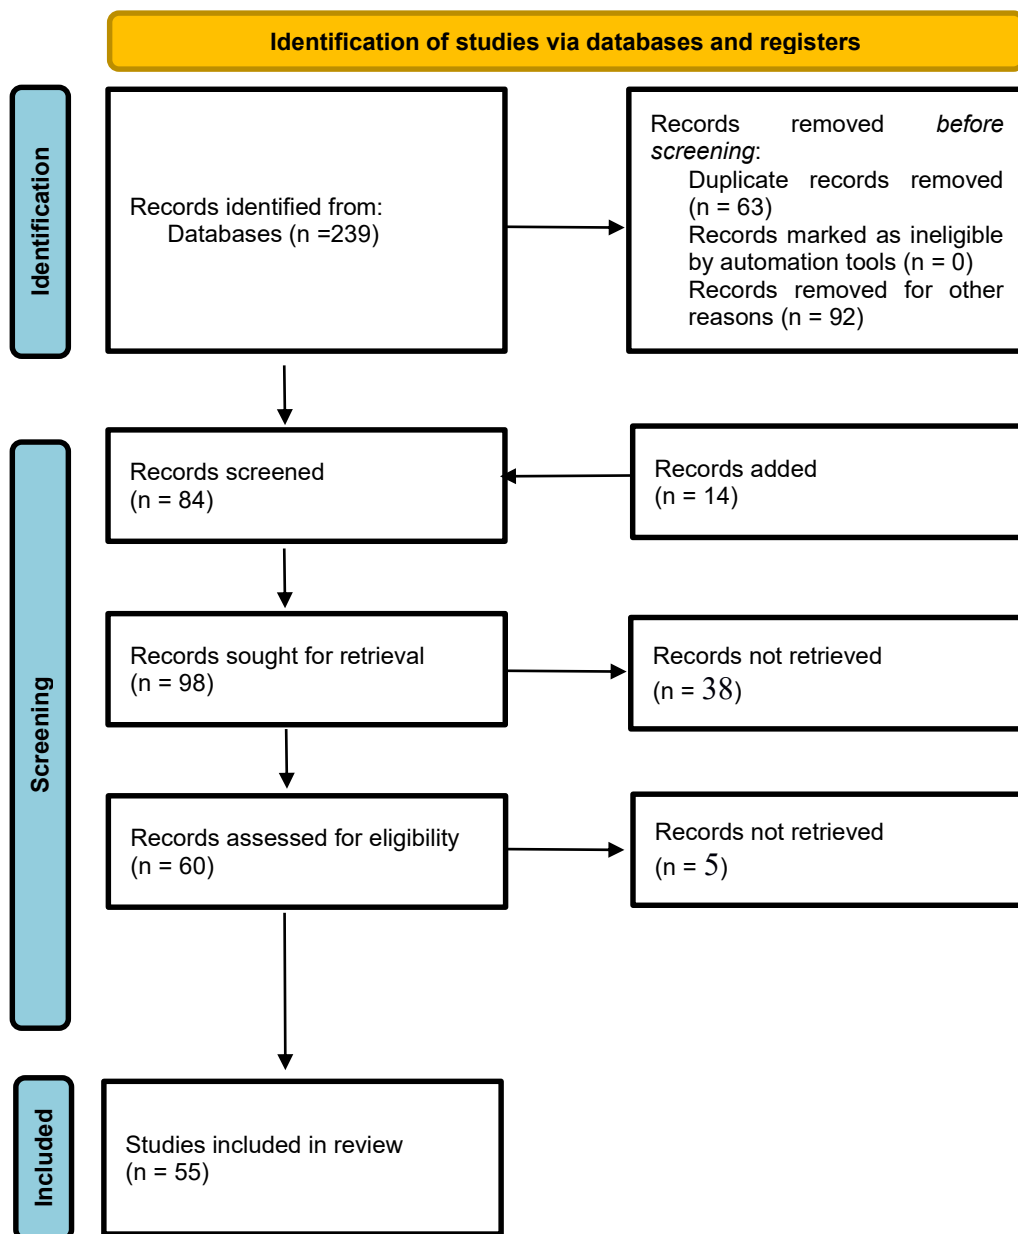 Identification of studies via databases and registers
Identification
Records identified from:
Databases (n =239)
Records removed before
screening:
Duplicate records removed
(n = 63)
Records marked as ineligible
by automation tools (n = 0)
Records removed for other
reasons (n = 92)
Screening
Records screened
(n = 84)
Records added
(n = 14)
Records sought for retrieval
(n = 98)
Records not retrieved
(n = 38)
Records assessed for eligibility
(n = 60)
Records not retrieved
(n = 5)
Included
Studies included in review
(n = 55)